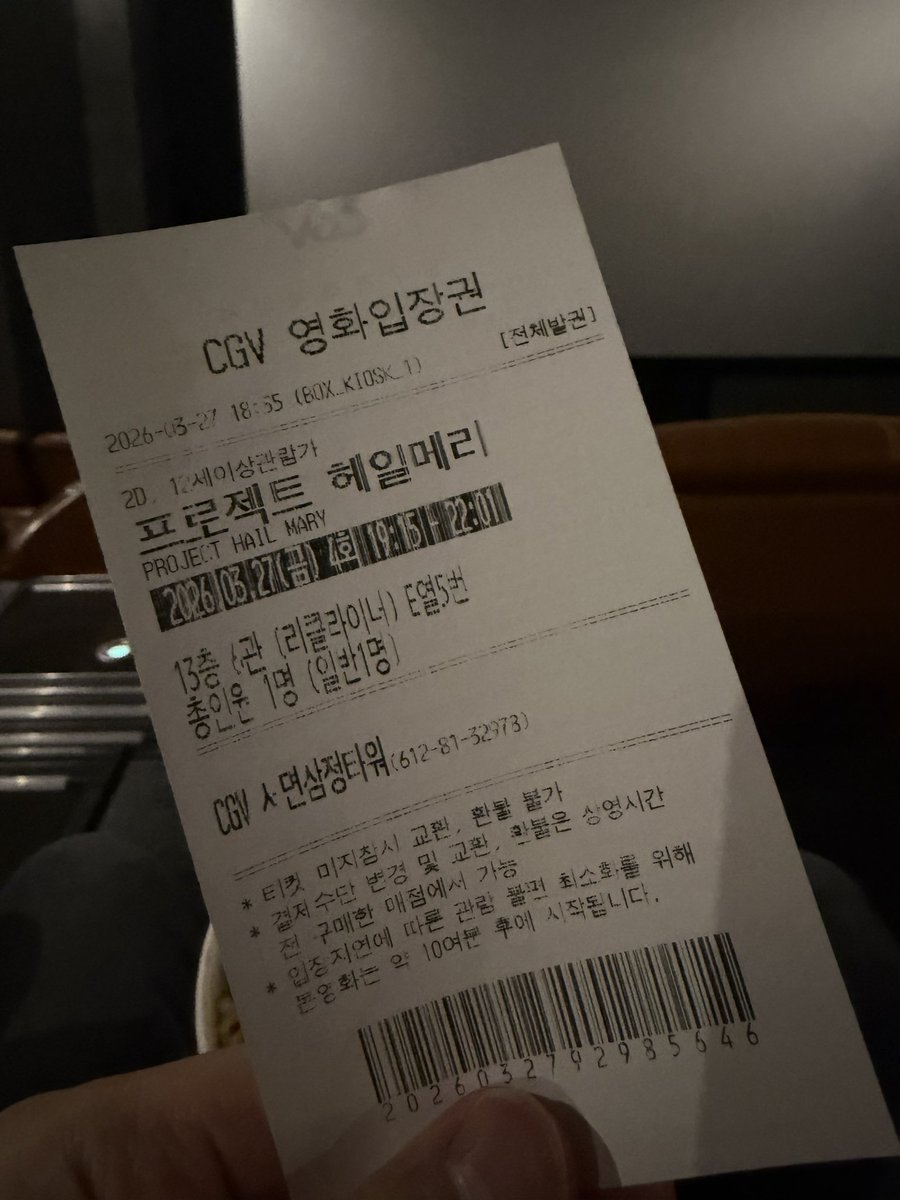 CGV 영화입장권
[전체발권]
2026-03-27 18:55 (BOX_KIOSK_1)
2D, 12세이상관람가
프로젝트 헤일메리
PROJECT HAIL MARY
2026/03/27(금) 4회 19:15 - 22:01
13층 관 (리클라이너) E열5번
총인원 1명 (일반1명)
CGV 서면삼정타워(612-81-32973)
* 티켓 미지참시 교환, 환불 불가
* 결제수단 변경 및 교환, 환불은 상영시간
전 구매한 매점에서 가능
* 입장지연에 따른 관람 불편 최소화를 위해
본영화는 약 10여분 후에 시작됩니다.
2026032792985646